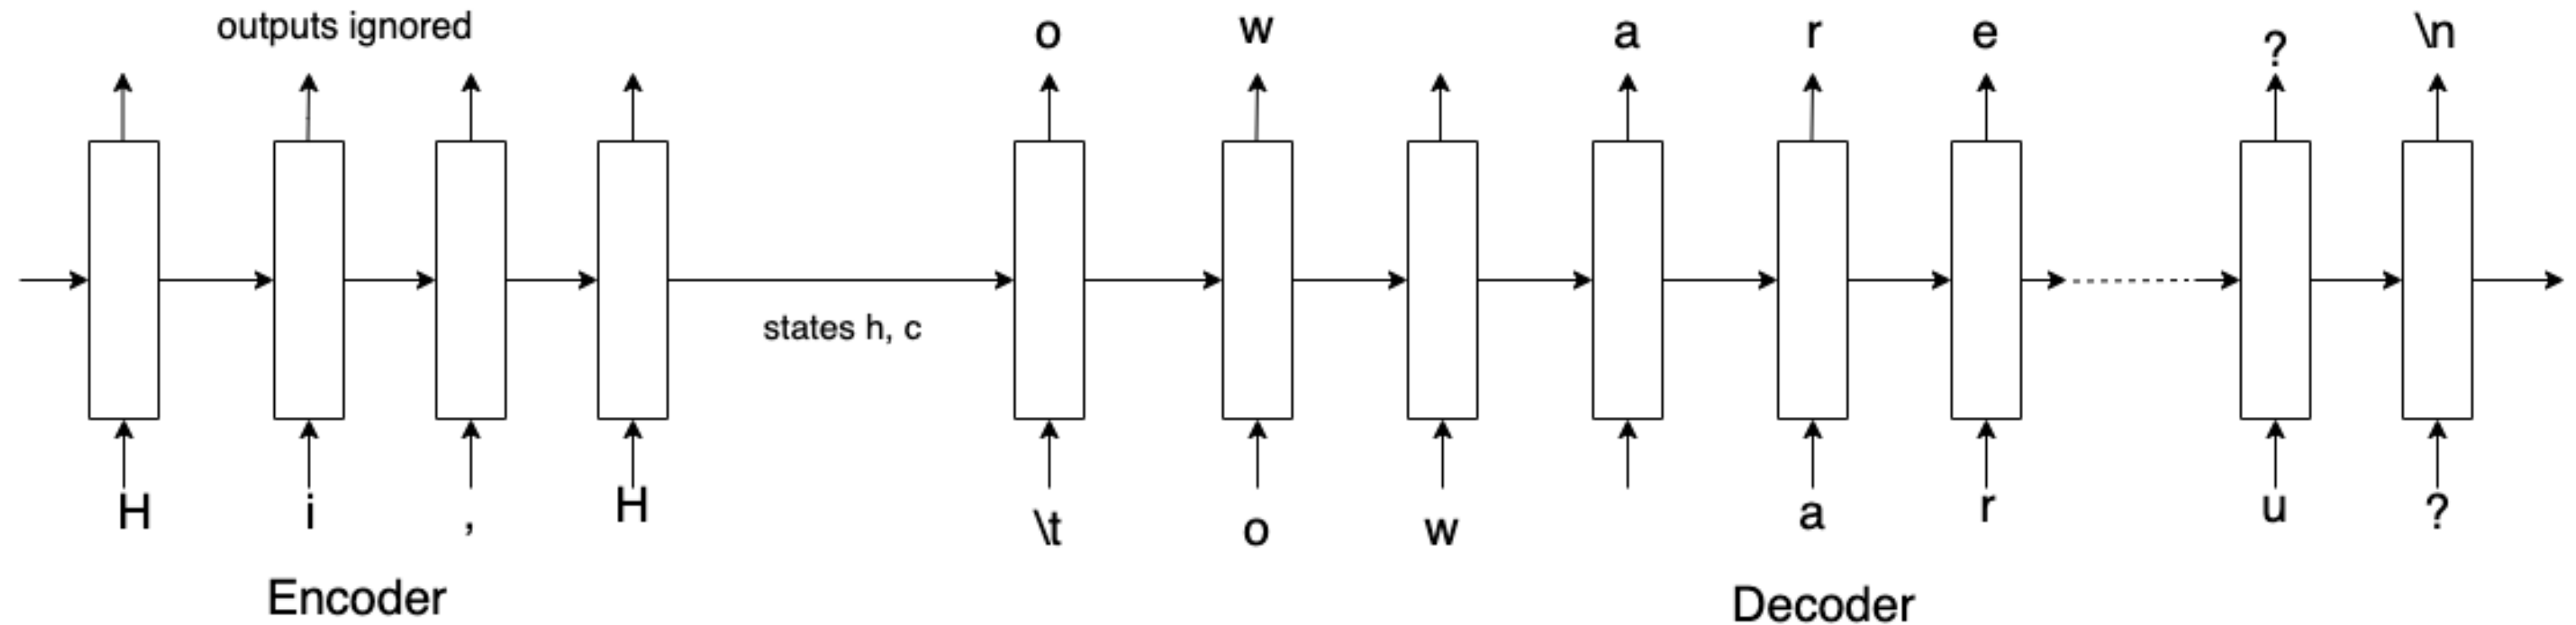 outputs ignored
o w a r e ? \n
states h, c
H i , H \t o w a r u ?
Encoder Decoder